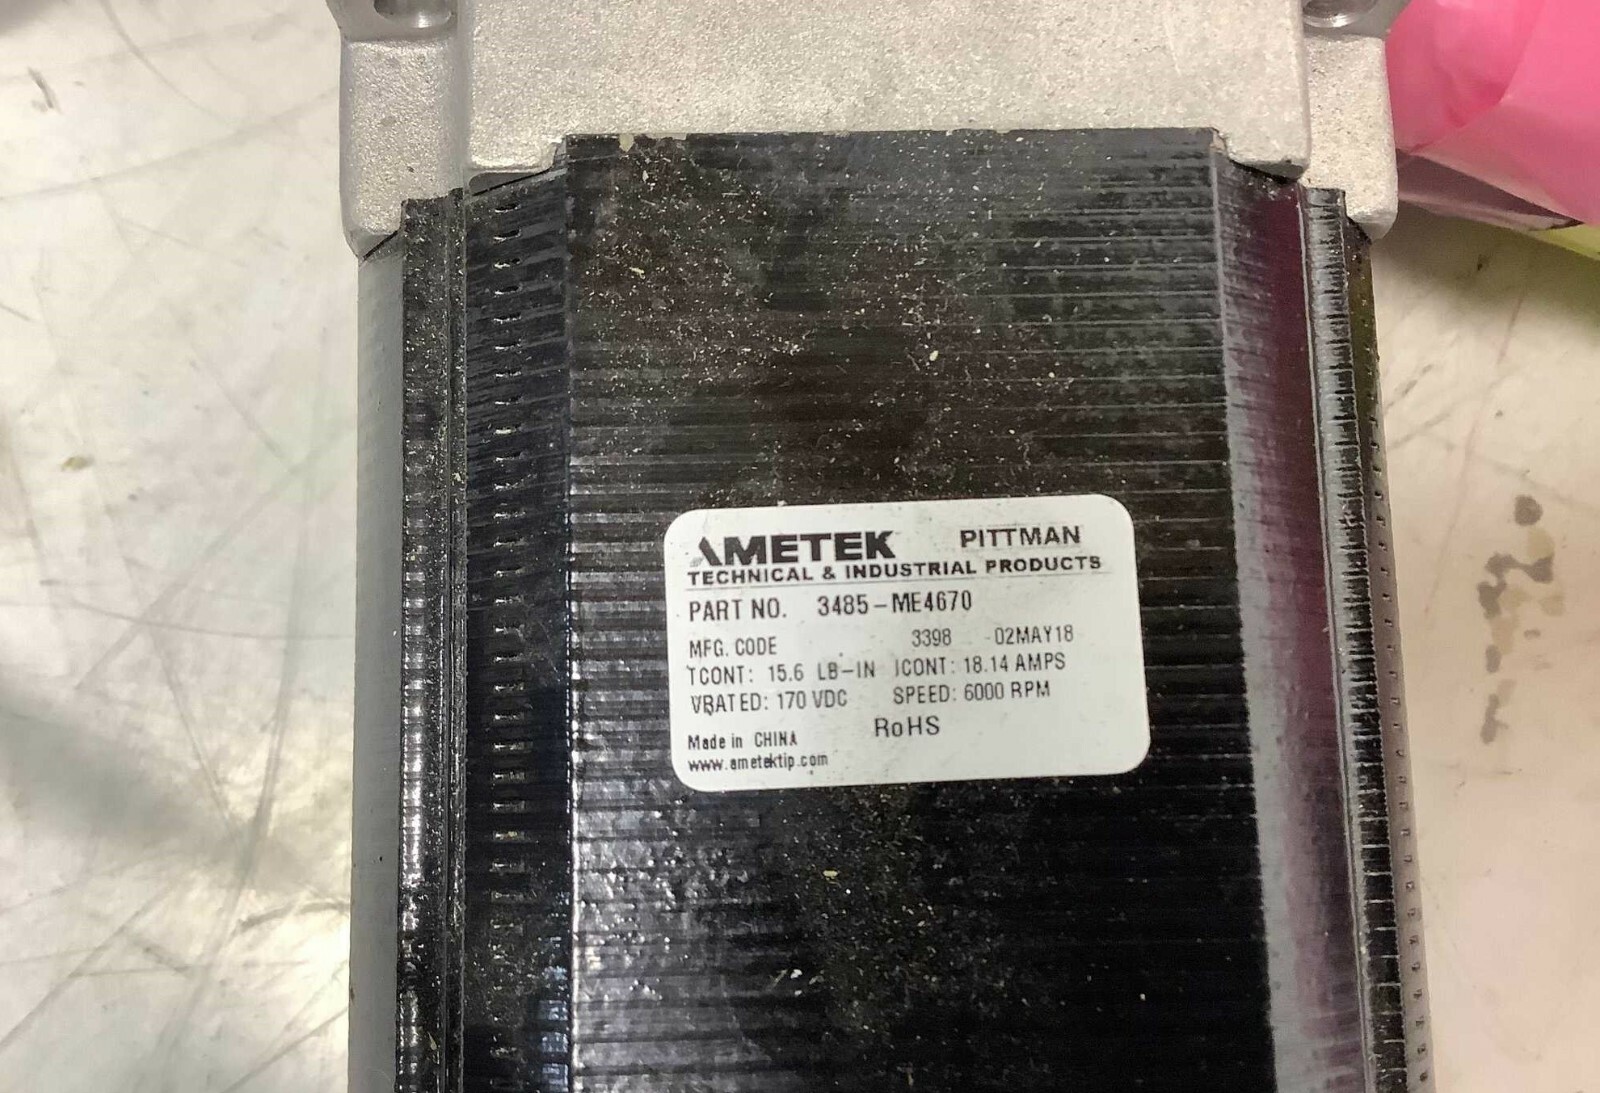 AMETEK PITTMAN
TECHNICAL & INDUSTRIAL PRODUCTS
PART NO. 3485-ME4670
MFG. CODE 3398 02MAY18
TCONT: 15.6 LB-IN ICONT: 18.14 AMPS
VRATED: 170 VDC SPEED: 6000 RPM
RoHS
Made in CHINA
www.ametektip.com